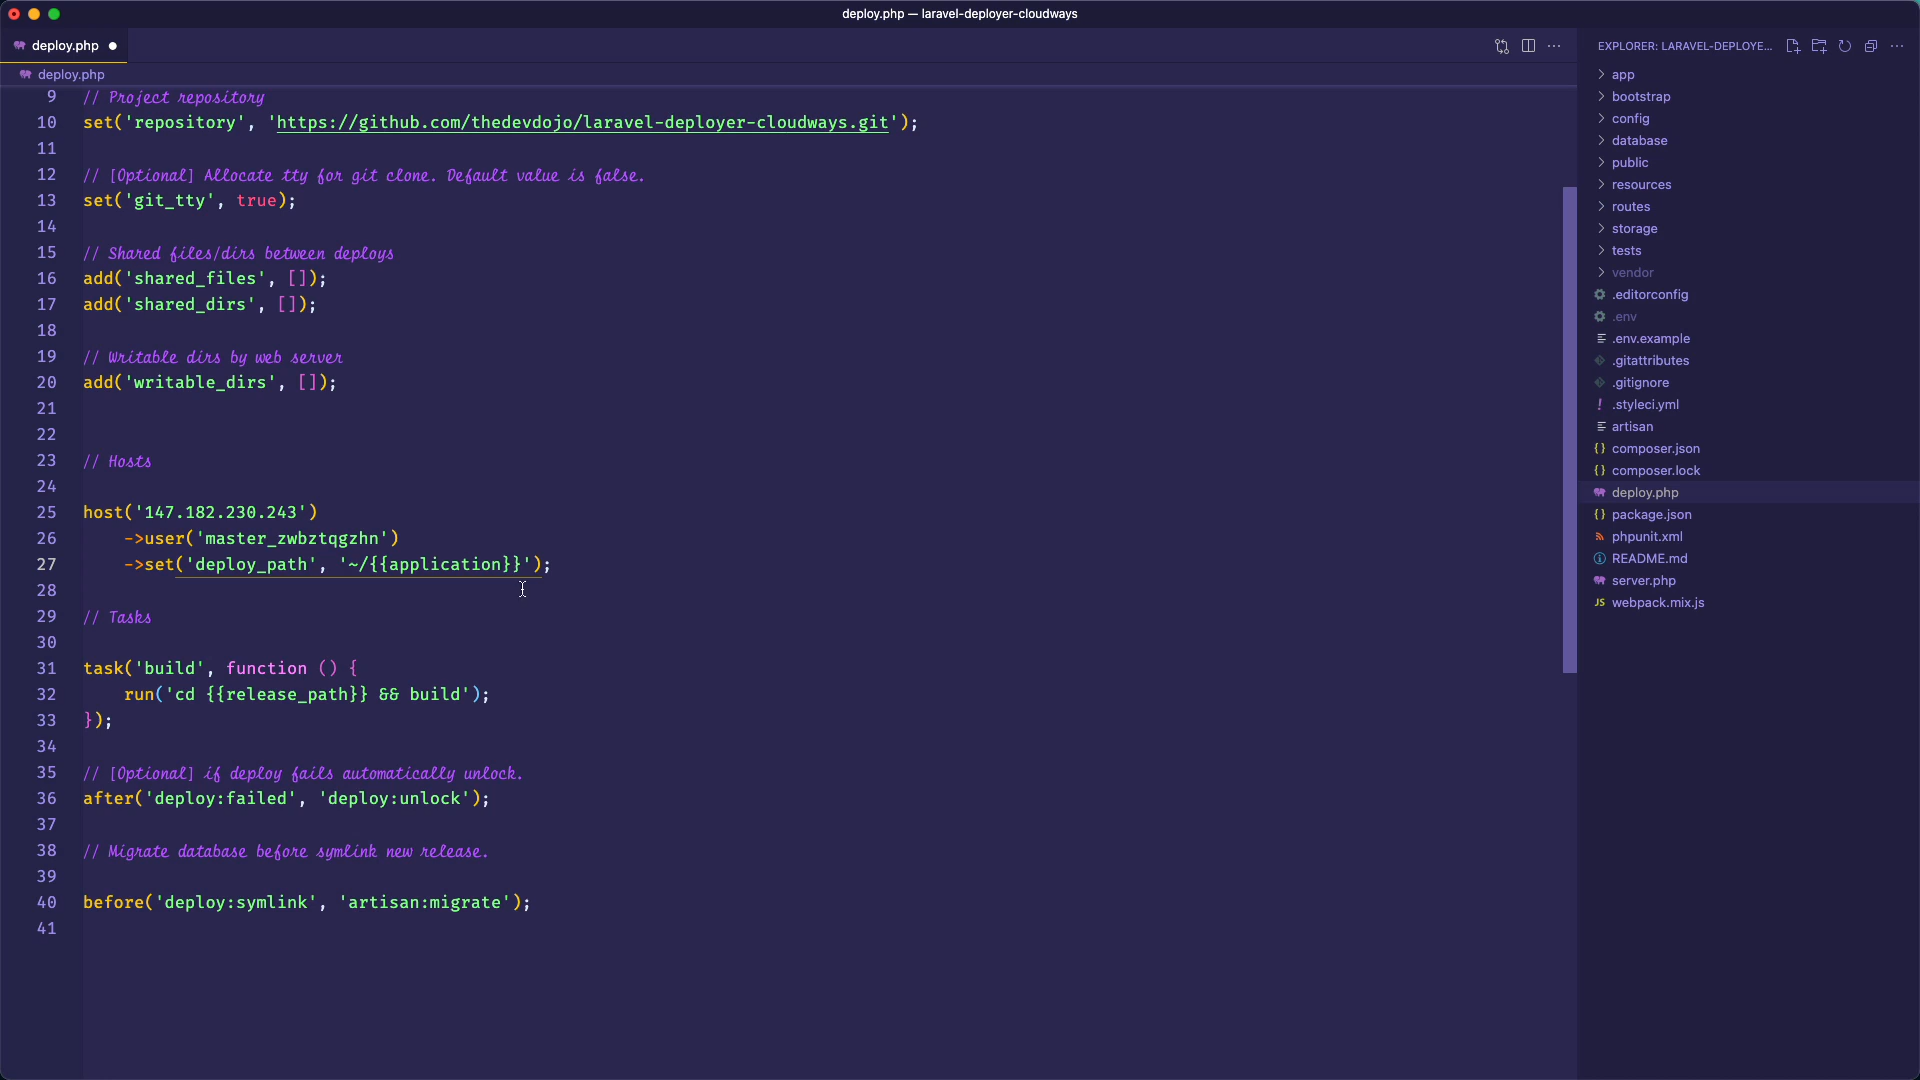 deploy.php — laravel-deployer-cloudways
deploy.php
EXPLORER: LARAVEL-DEPLOYE...
deploy.php
9 // Project repository
10 set('repository', 'https://github.com/thedevdojo/laravel-deployer-cloudways.git');
11
12 // [Optional] Allocate tty for git clone. Default value is false.
13 set('git_tty', true);
14
15 // Shared files/dirs between deploys
16 add('shared_files', []);
17 add('shared_dirs', []);
18
19 // Writable dirs by web server
20 add('writable_dirs', []);
21
22
23 // Hosts
24
25 host('147.182.230.243')
26 ->user('master_zwbztqgzhn')
27 ->set('deploy_path', '~/{{application}}');
28
29 // Tasks
30
31 task('build', function () {
32 run('cd {{release_path}} && build');
33 });
34
35 // [Optional] if deploy fails automatically unlock.
36 after('deploy:failed', 'deploy:unlock');
37
38 // Migrate database before symlink new release.
39
40 before('deploy:symlink', 'artisan:migrate');
41
app
bootstrap
config
database
public
resources
routes
storage
tests
vendor
.editorconfig
.env
.env.example
.gitattributes
.gitignore
! .styleci.yml
artisan
{} composer.json
{} composer.lock
deploy.php
{} package.json
phpunit.xml
README.md
server.php
JS webpack.mix.js